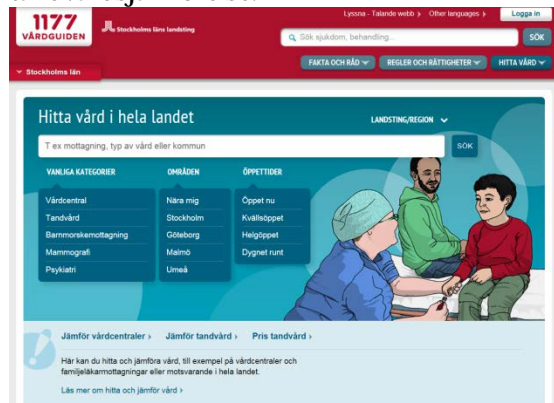 1177
VÅRDGUIDEN
Stockholms läns landsting
Lyssna - Talande webb
Other languages
Logga in
Sök sjukdom, behandling...
SÖK
Stockholms län
FAKTA OCH RÅD
REGLER OCH RÄTTIGHETER
HITTA VÅRD
Hitta vård i hela landet
LANDSTING/REGION
T ex mottagning, typ av vård eller kommun
SÖK
VANLIGA KATEGORIER
Vårdcentral
Tandvård
Barnmorskemottagning
Mammografi
Psykiatri
OMRÅDEN
Nära mig
Stockholm
Göteborg
Malmö
Umeå
ÖPPETTIDER
Öppet nu
Kvällsöppet
Helgöppet
Dygnet runt
Jämför vårdcentraler ›
Jämför tandvård ›
Pris tandvård ›
Här kan du hitta och jämföra vård, till exempel på vårdcentraler och
familjeläkarmottagningar eller motsvarande i hela landet.
Läs mer om hitta och jämför vård ›